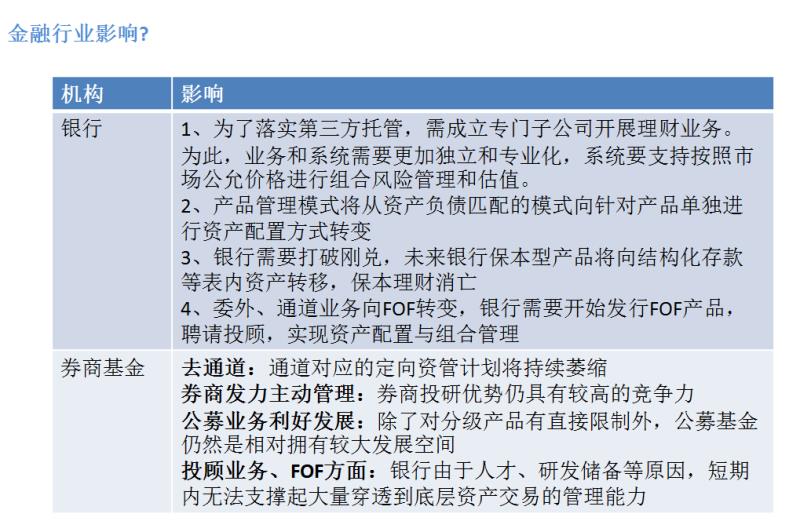 金融行业影响?
机构 影响
银行 1、为了落实第三方托管，需成立专门子公司开展理财业务。
为此，业务和系统需要更加独立和专业化，系统要支持按照市
场公允价格进行组合风险管理和估值。
2、产品管理模式将从资产负债匹配的模式向针对产品单独进
行资产配置方式转变
3、银行需要打破刚兑，未来银行保本型产品将向结构化存款
等表内资产转移，保本理财消亡
4、委外、通道业务向FOF转变，银行需要开始发行FOF产品，
聘请投顾，实现资产配置与组合管理
券商基金 去通道：通道对应的定向资管计划将持续萎缩
券商发力主动管理：券商投研优势仍具有较高的竞争力
公募业务利好发展：除了对分级产品有直接限制外，公募基金
仍然是相对拥有较大发展空间
投顾业务、FOF方面：银行由于人才、研发储备等原因，短期
内无法支撑起大量穿透到底层资产交易的管理能力